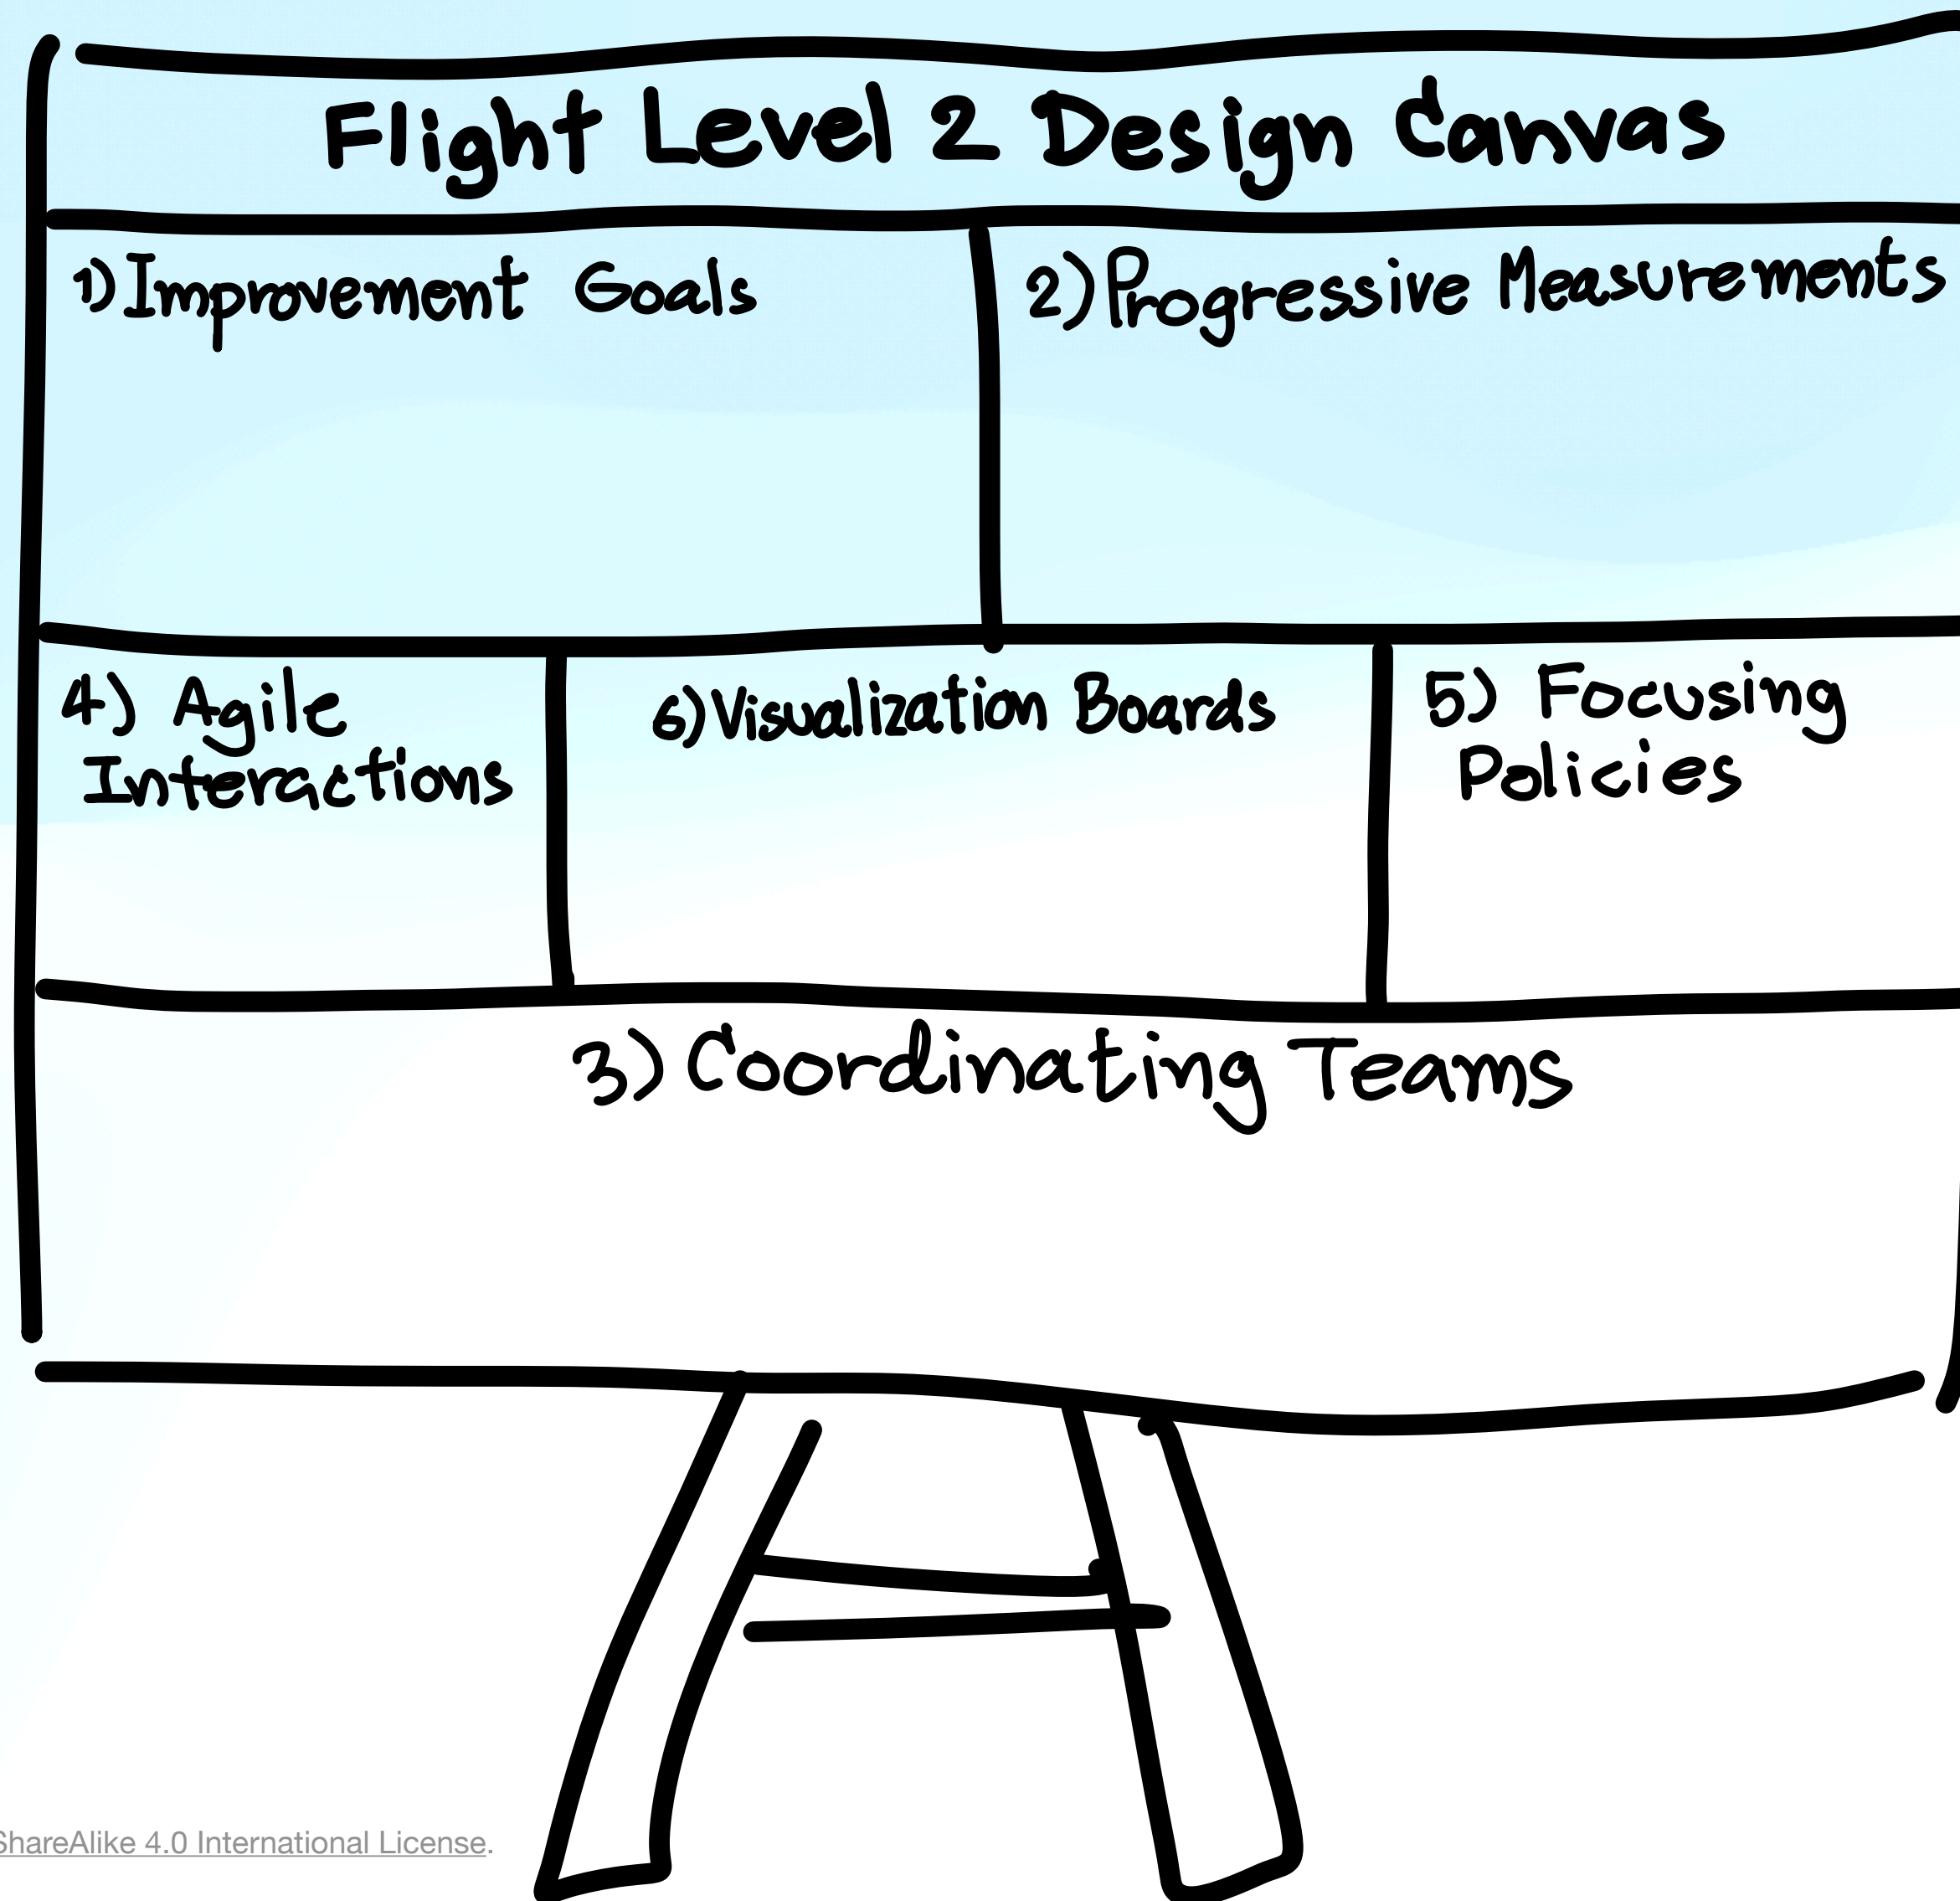 Flight Level 2 Design Canvas
1) Improvement Goals
2) Progressive Measurements
4) Agile
Interactions
6) Visualization Boards
5) Focusing
Policies
3) Coordinating Teams
ShareAlike 4.0 International License.